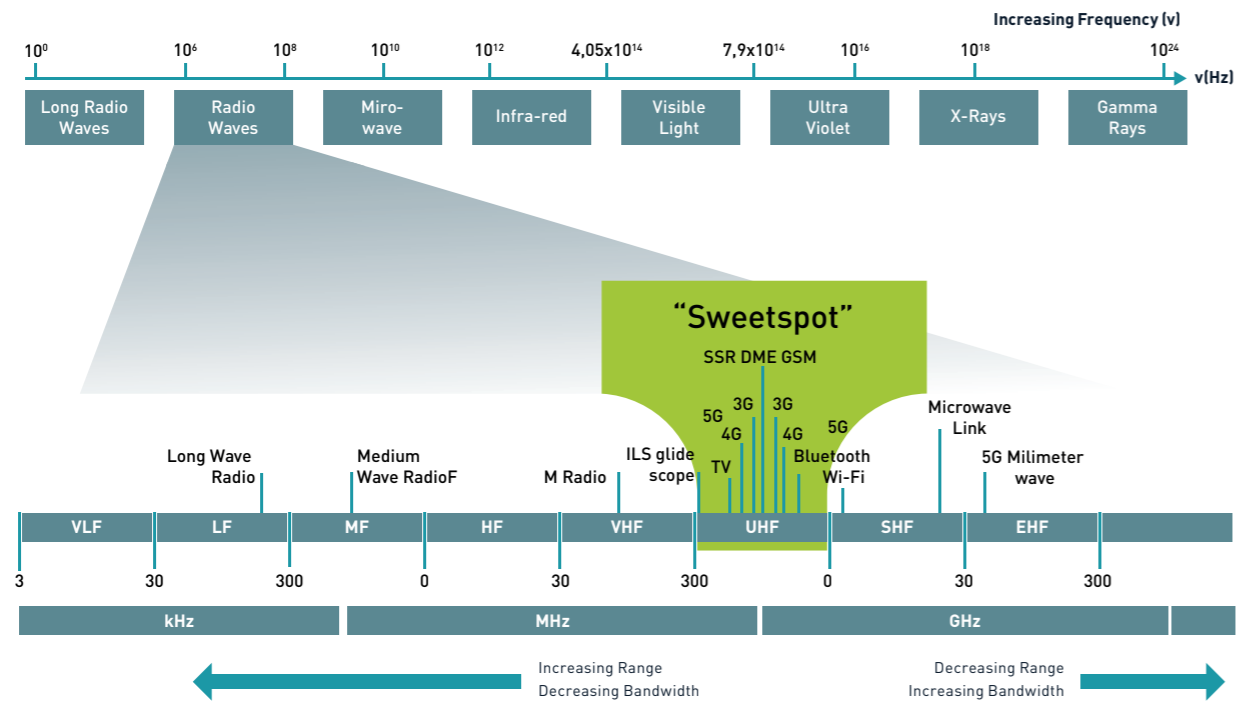 Increasing Frequency (v)
10⁰ 10⁶ 10⁸ 10¹⁰ 10¹² 4,05x10¹⁴ 7,9x10¹⁴ 10¹⁶ 10¹⁸ 10²⁴
v(Hz)
Long Radio
Waves
Radio
Waves
Miro-
wave
Infra-red
Visible
Light
Ultra
Violet
X-Rays
Gamma
Rays
“Sweetspot”
SSR DME GSM
3G 3G
5G
4G 4G
5G
Microwave
Link
Long Wave
Radio
Medium
Wave RadioF
M Radio
ILS glide
scope
TV
Bluetooth
Wi-Fi
5G Milimeter
wave
VLF LF MF HF VHF UHF SHF EHF
3 30 300 0 30 300 0 30 300
kHz MHz GHz
Increasing Range
Decreasing Bandwidth
Decreasing Range
Increasing Bandwidth